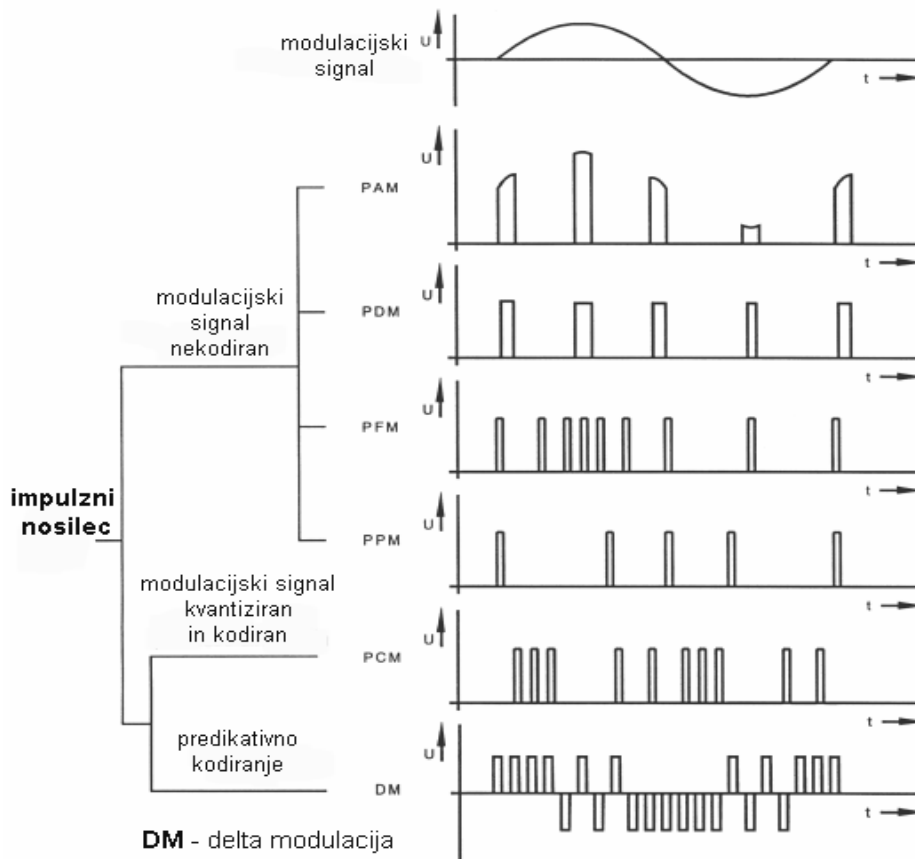 modulacijski
signal
U
t
PAM
U
t
modulacijski
signal
nekodiran
PDM
U
t
PFM
U
t
impulzni
nosilec
PPM
U
t
modulacijski signal
kvantiziran
in kodiran
PCM
U
t
predikativno
kodiranje
DM
U
t
DM - delta modulacija